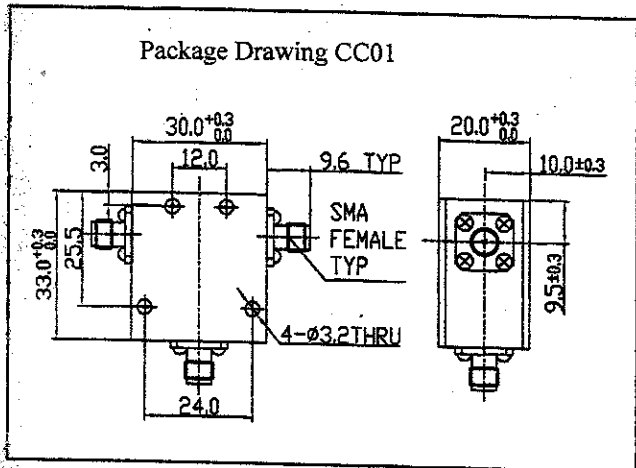 Package Drawing CC01
30.0 +0.3 0.0
20.0 +0.3 0.0
3.0
12.0
9.6 TYP
10.0±0.3
SMA
FEMALE
TYP
33.0 +0.3 0.0
25.5
9.5±0.3
4-Ø3.2THRU
24.0